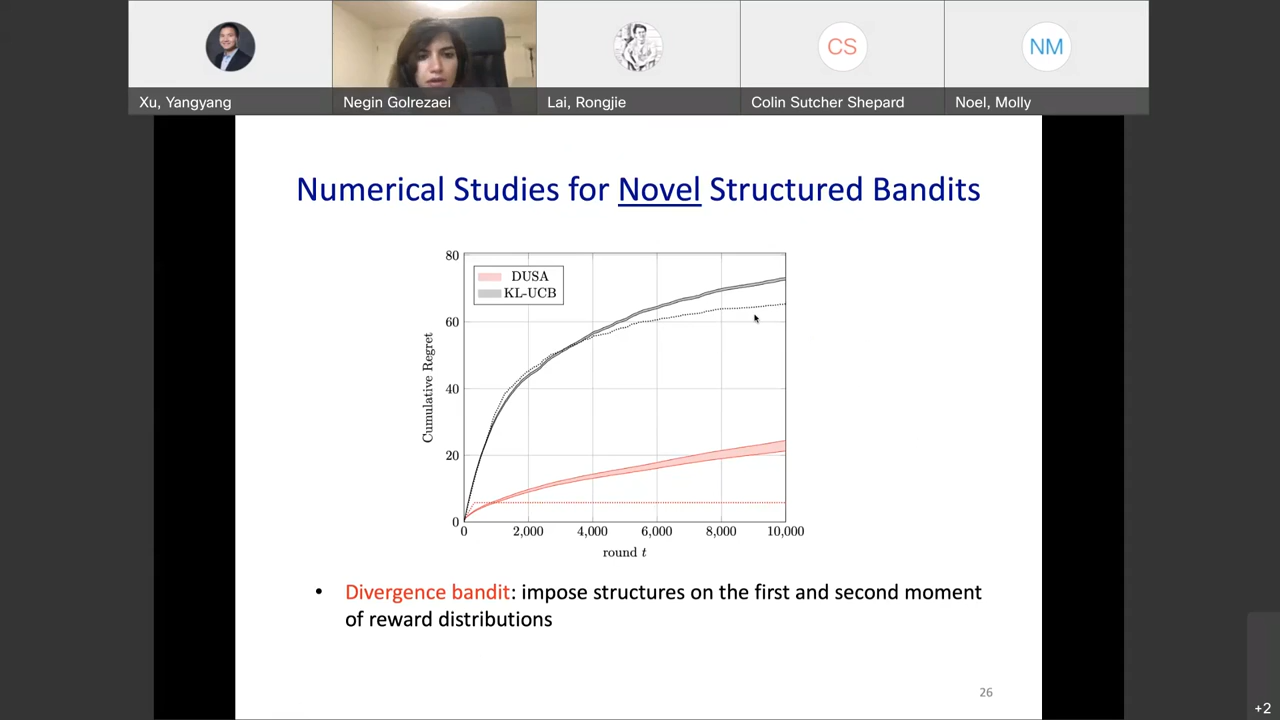 CS
NM
Xu, Yangyang
Negin Golrezaei
Lai, Rongjie
Colin Sutcher Shepard
Noel, Molly
Numerical Studies for Novel Structured Bandits
80
60
40
20
0
Cumulative Regret
DUSA
KL-UCB
0
2,000
4,000
6,000
8,000
10,000
round t
• Divergence bandit: impose structures on the first and second moment
of reward distributions
26
+2